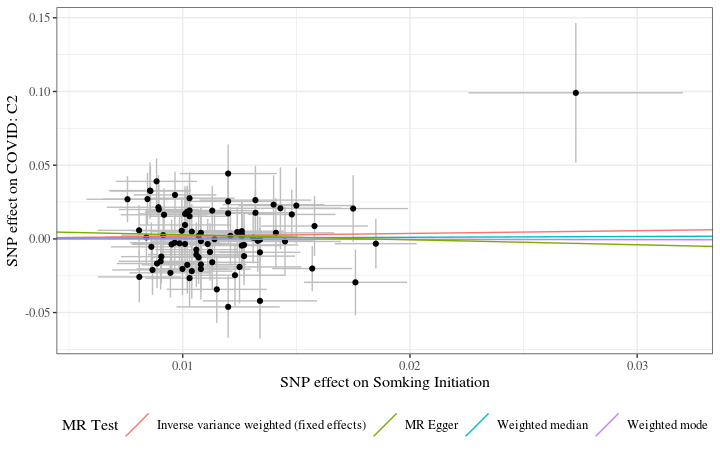 0.15
0.10
0.05
0.00
-0.05
SNP effect on COVID: C2
0.01
0.02
0.03
SNP effect on Somking Initiation
MR Test
Inverse variance weighted (fixed effects)
MR Egger
Weighted median
Weighted mode